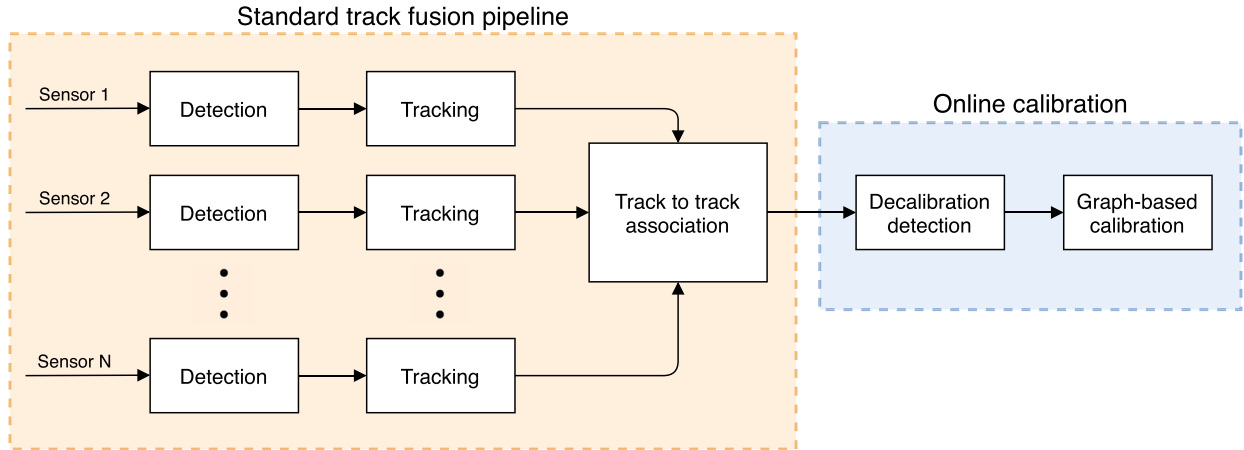 Standard track fusion pipeline
Sensor 1
Detection
Tracking
Sensor 2
Detection
Tracking
Track to track
association
Sensor N
Detection
Tracking
Online calibration
Decalibration
detection
Graph-based
calibration